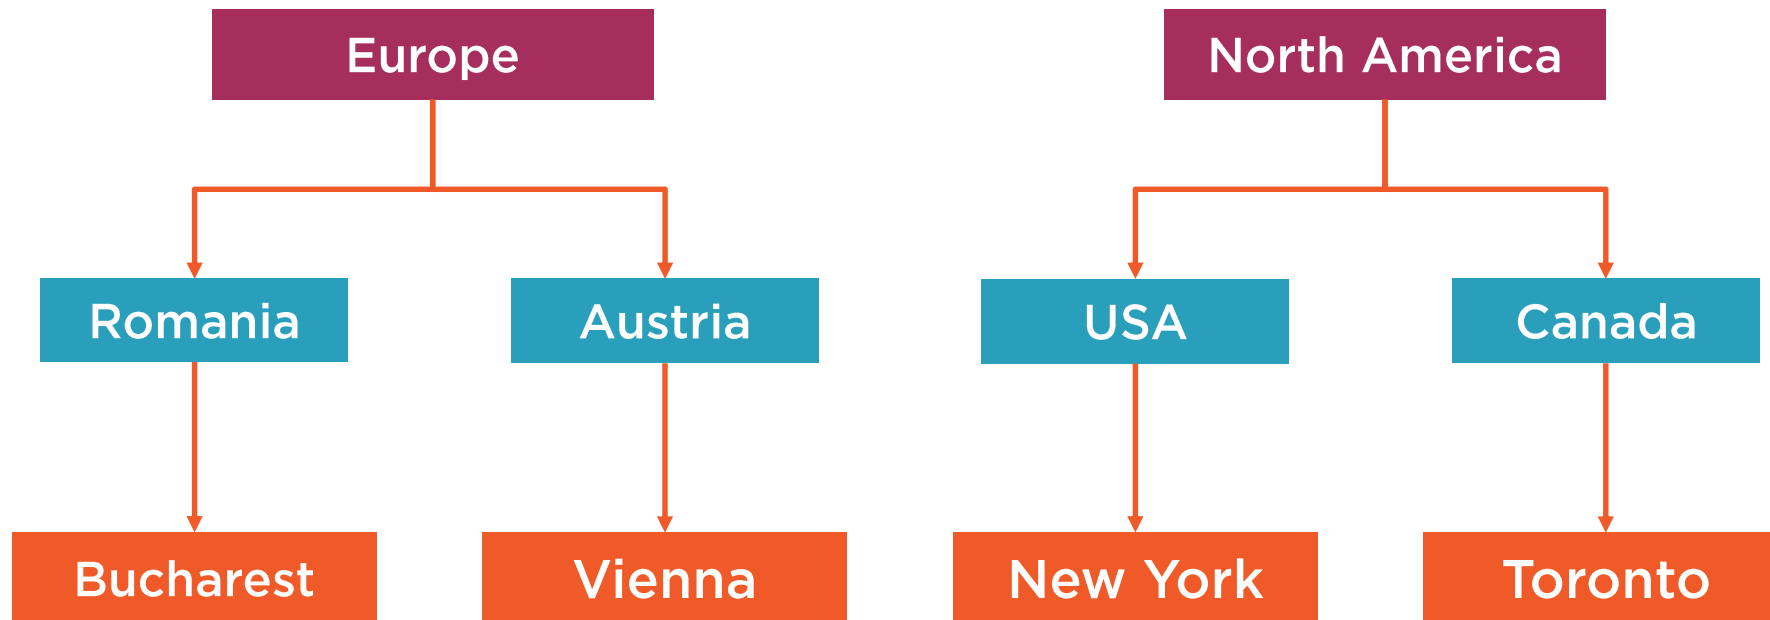 Europe
North America
Romania
Austria
USA
Canada
Bucharest
Vienna
New York
Toronto